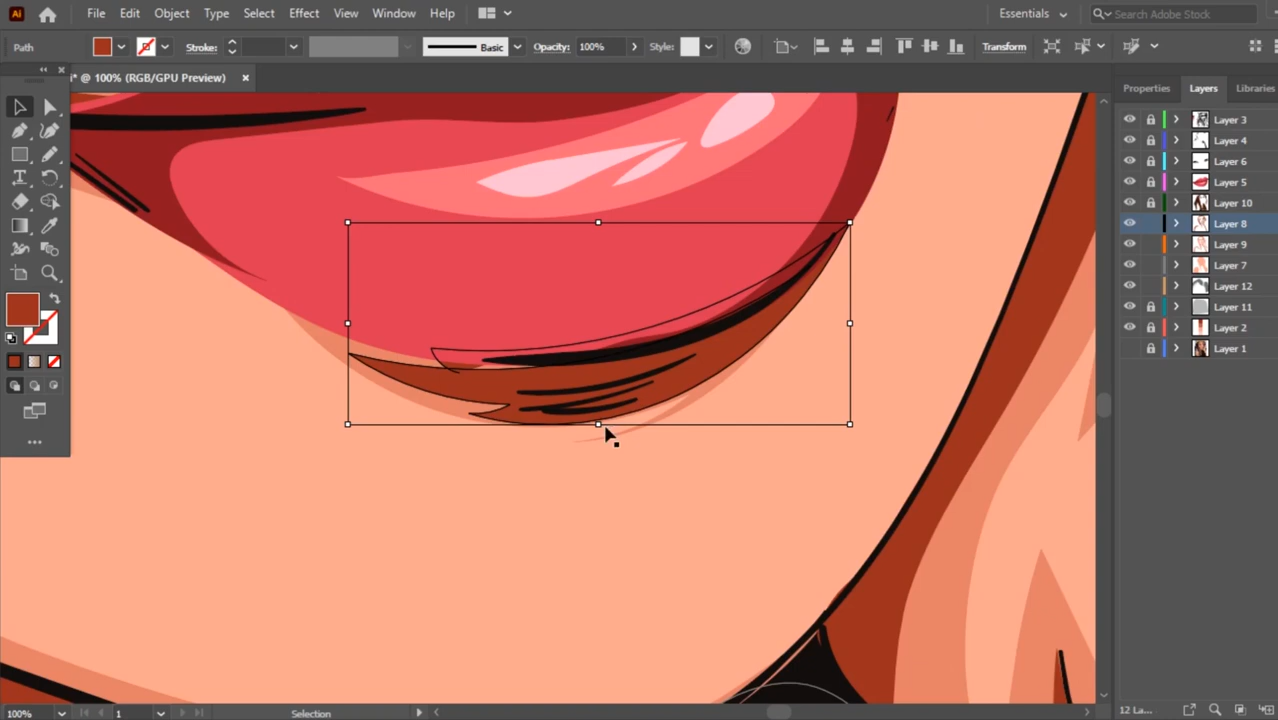 Ai File Edit Object Type Select Effect View Window Help Essentials Search Adobe Stock
Path Stroke: Basic Opacity: 100% Style: Transform
i* @ 100% (RGB/GPU Preview) × Properties Layers Libraries
Layer 3
Layer 4
Layer 6
Layer 5
Layer 10
Layer 8
Layer 9
Layer 7
Layer 12
Layer 11
Layer 2
Layer 1
100% 1 Selection 12 La...